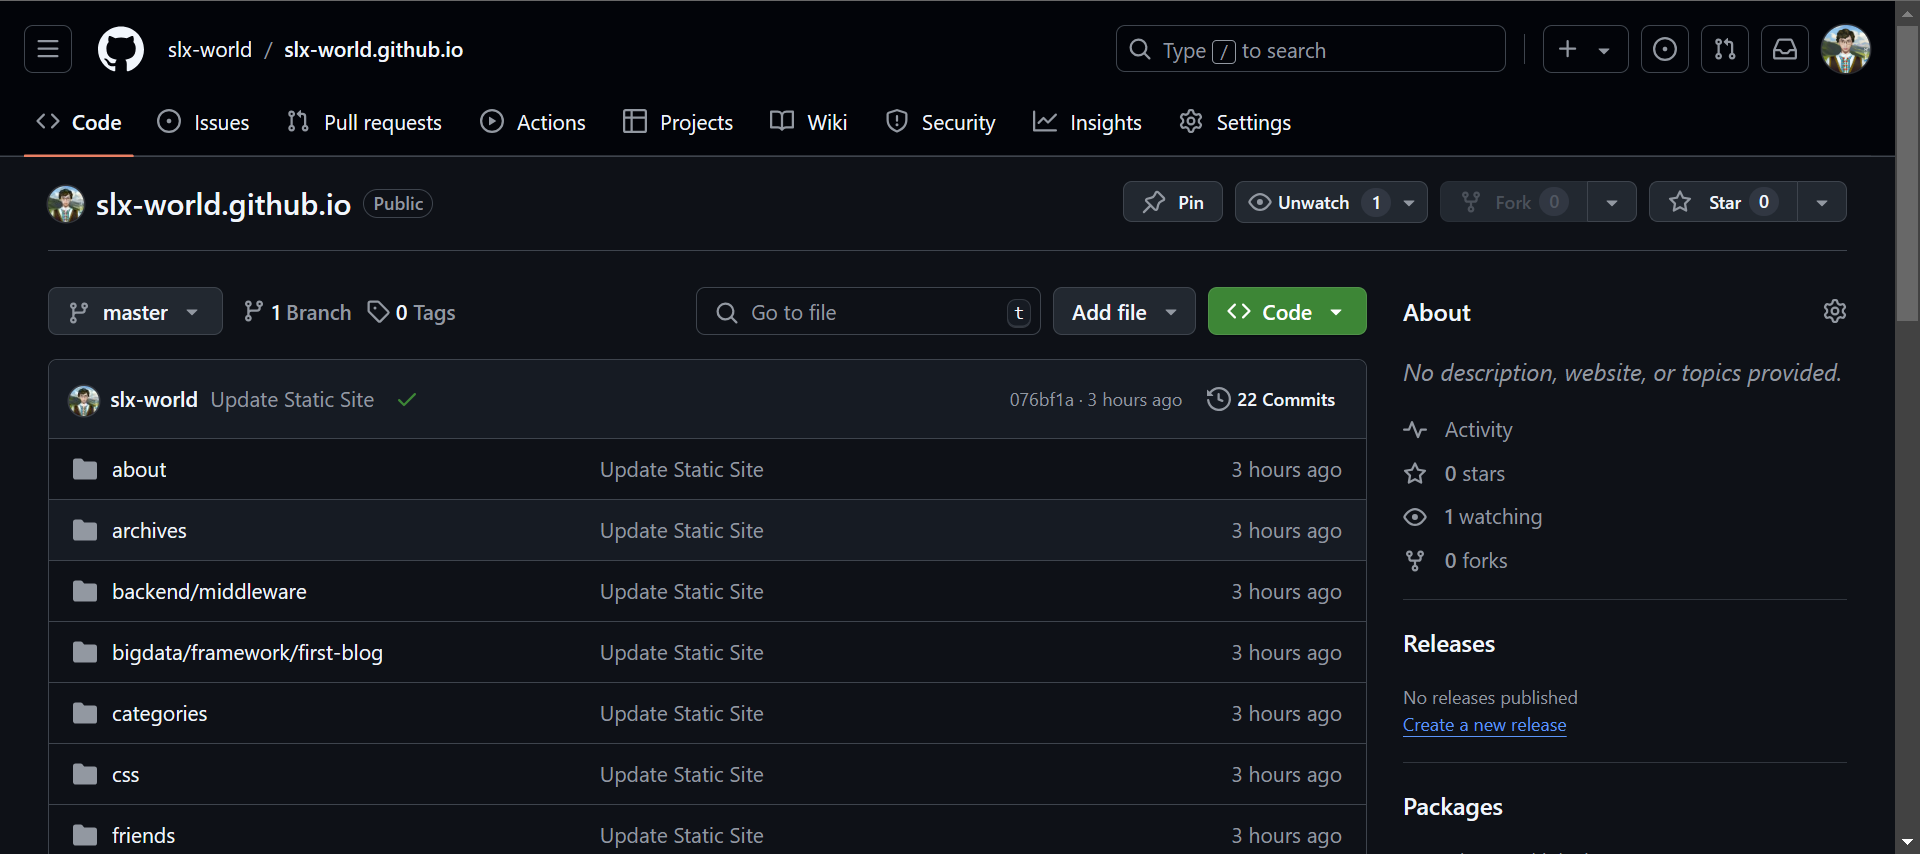 slx-world / slx-world.github.io
Type / to search
Code Issues Pull requests Actions Projects Wiki Security Insights Settings
slx-world.github.io Public
Pin Unwatch 1 Fork 0 Star 0
master 1 Branch 0 Tags Go to file t Add file Code
slx-world Update Static Site 076bf1a · 3 hours ago 22 Commits
about Update Static Site 3 hours ago
archives Update Static Site 3 hours ago
backend/middleware Update Static Site 3 hours ago
bigdata/framework/first-blog Update Static Site 3 hours ago
categories Update Static Site 3 hours ago
css Update Static Site 3 hours ago
friends Update Static Site 3 hours ago
About
No description, website, or topics provided.
Activity
0 stars
1 watching
0 forks
Releases
No releases published
Create a new release
Packages